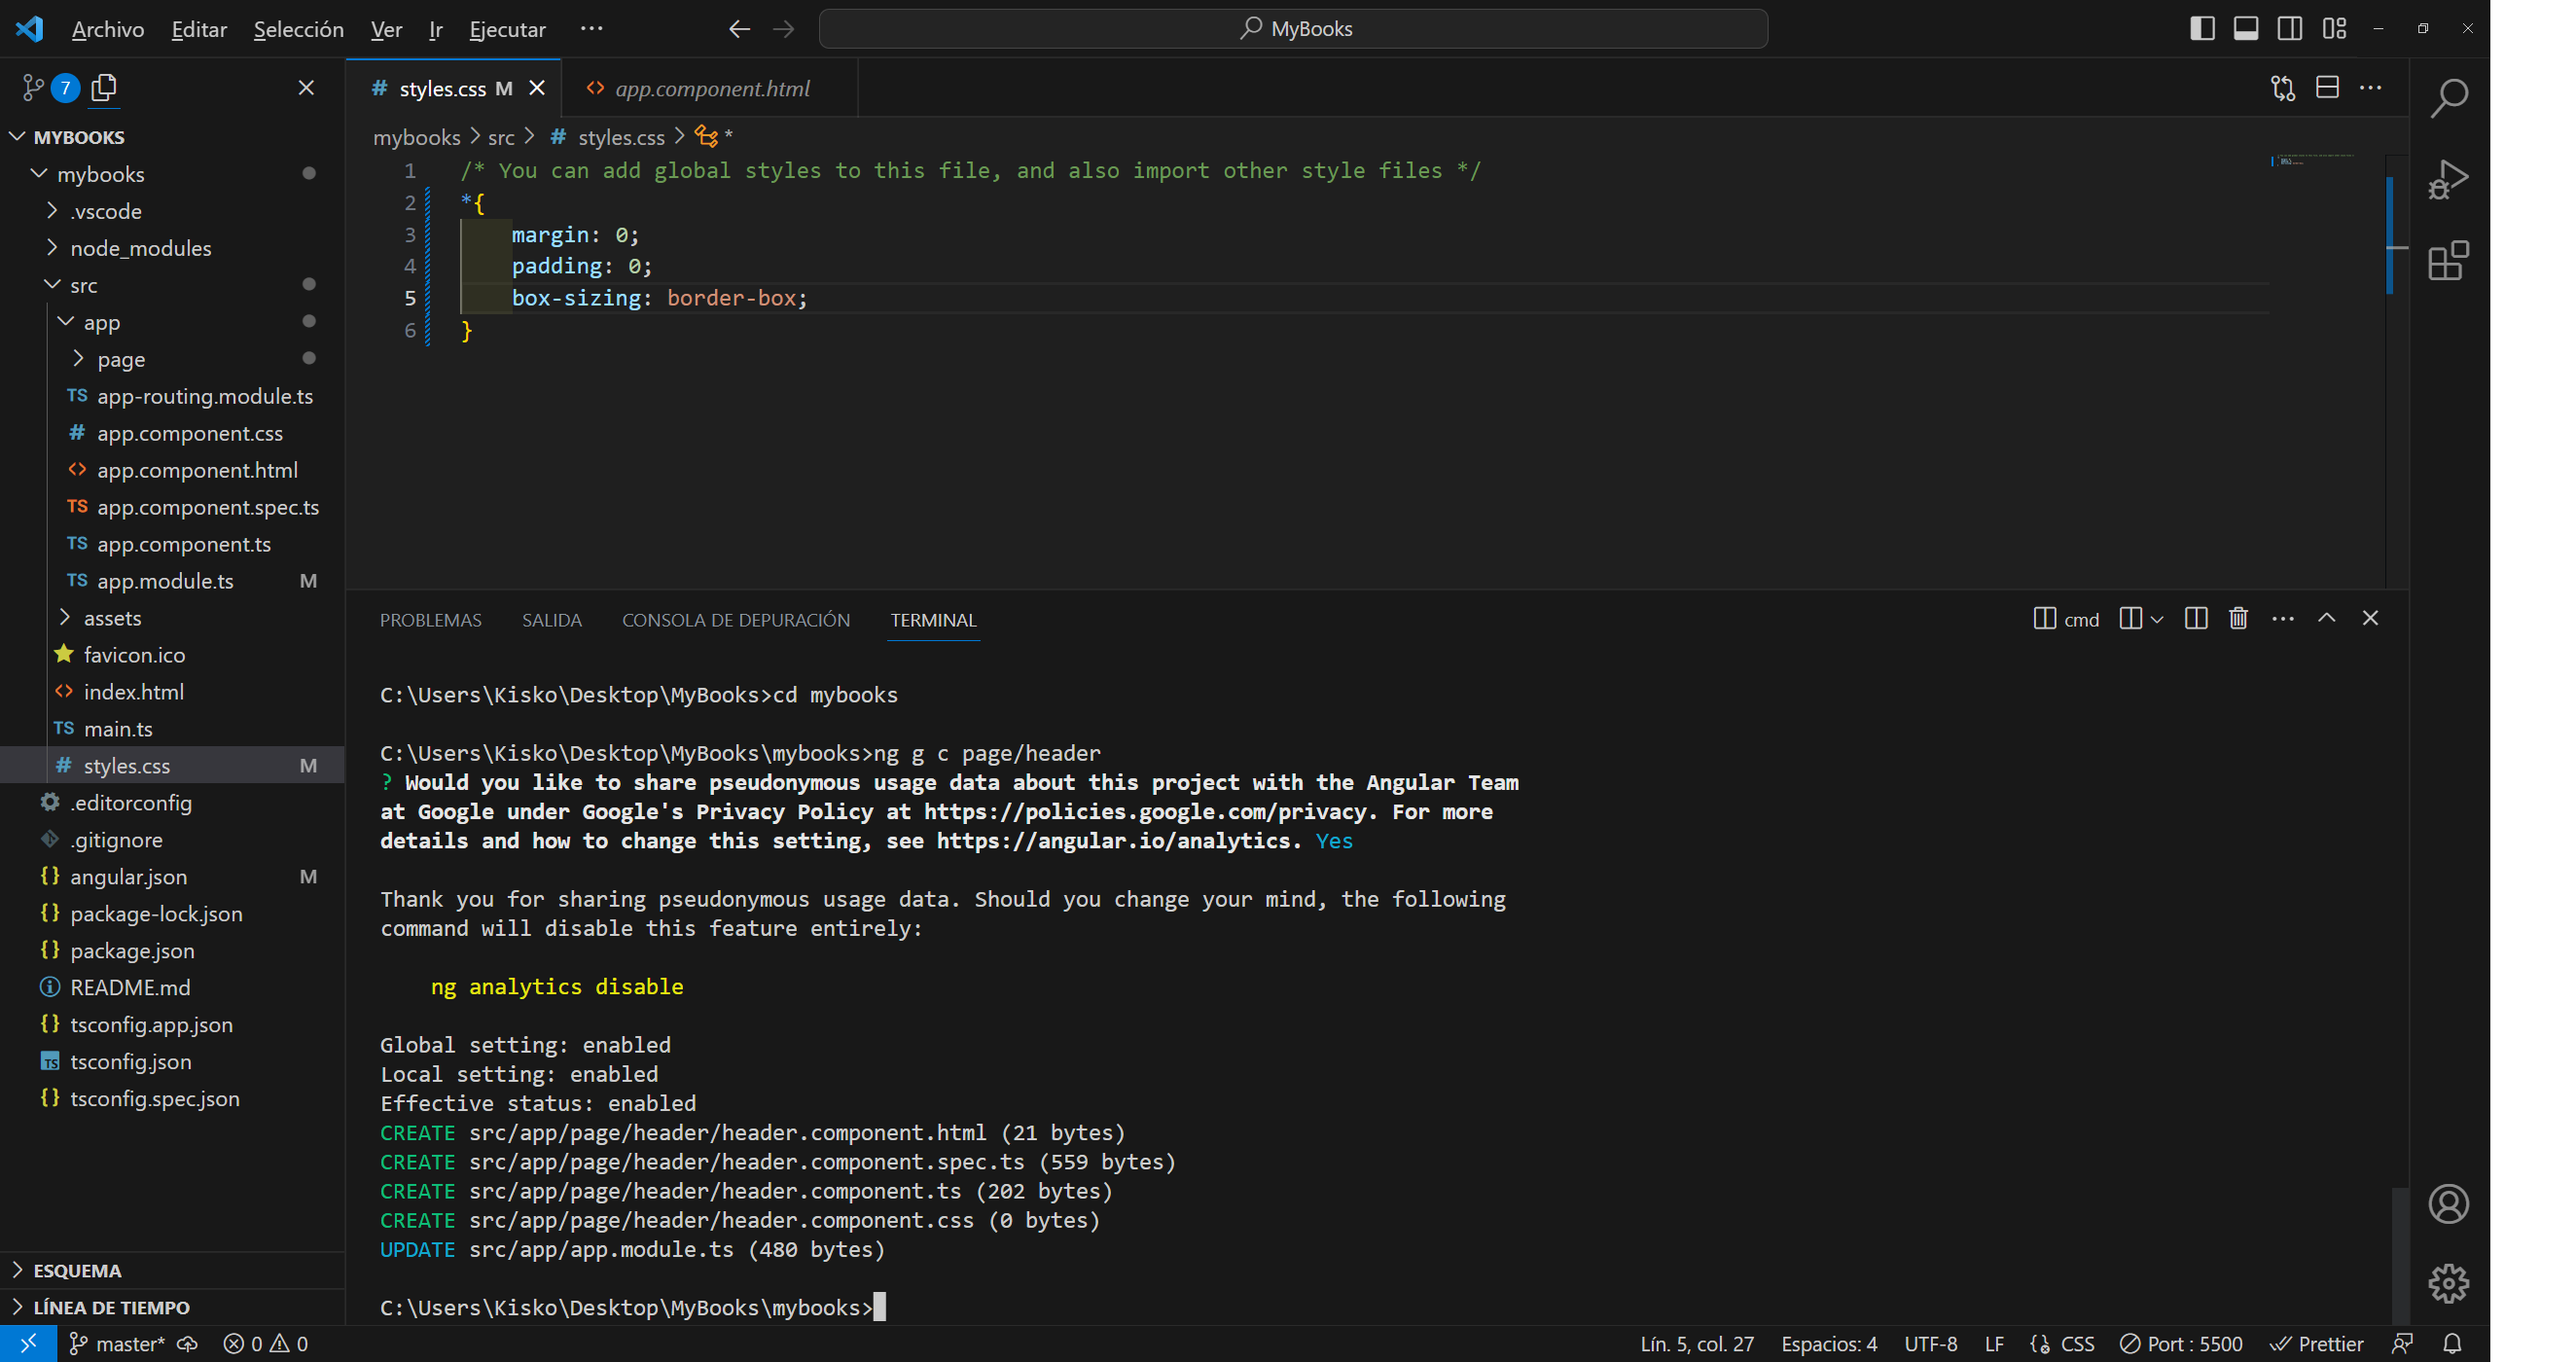 Archivo Editar Selección Ver Ir Ejecutar ··· MyBooks
7
styles.css M
app.component.html
MYBOOKS
mybooks
.vscode
node_modules
src
app
page
TS app-routing.module.ts
# app.component.css
<> app.component.html
TS app.component.spec.ts
TS app.component.ts
TS app.module.ts M
assets
favicon.ico
<> index.html
TS main.ts
# styles.css M
.editorconfig
.gitignore
{} angular.json M
{} package-lock.json
{} package.json
README.md
{} tsconfig.app.json
TS tsconfig.json
{} tsconfig.spec.json
ESQUEMA
LÍNEA DE TIEMPO
mybooks > src > # styles.css > *
1 /* You can add global styles to this file, and also import other style files */
2 *{
3 margin: 0;
4 padding: 0;
5 box-sizing: border-box;
6 }
PROBLEMAS SALIDA CONSOLA DE DEPURACIÓN TERMINAL cmd
C:\Users\Kisko\Desktop\MyBooks>cd mybooks
C:\Users\Kisko\Desktop\MyBooks\mybooks>ng g c page/header
? Would you like to share pseudonymous usage data about this project with the Angular Team
at Google under Google's Privacy Policy at https://policies.google.com/privacy. For more
details and how to change this setting, see https://angular.io/analytics. Yes
Thank you for sharing pseudonymous usage data. Should you change your mind, the following
command will disable this feature entirely:
ng analytics disable
Global setting: enabled
Local setting: enabled
Effective status: enabled
CREATE src/app/page/header/header.component.html (21 bytes)
CREATE src/app/page/header/header.component.spec.ts (559 bytes)
CREATE src/app/page/header/header.component.ts (202 bytes)
CREATE src/app/page/header/header.component.css (0 bytes)
UPDATE src/app/app.module.ts (480 bytes)
C:\Users\Kisko\Desktop\MyBooks\mybooks>
master* 0 0 Lín. 5, col. 27 Espacios: 4 UTF-8 LF CSS Port : 5500 Prettier